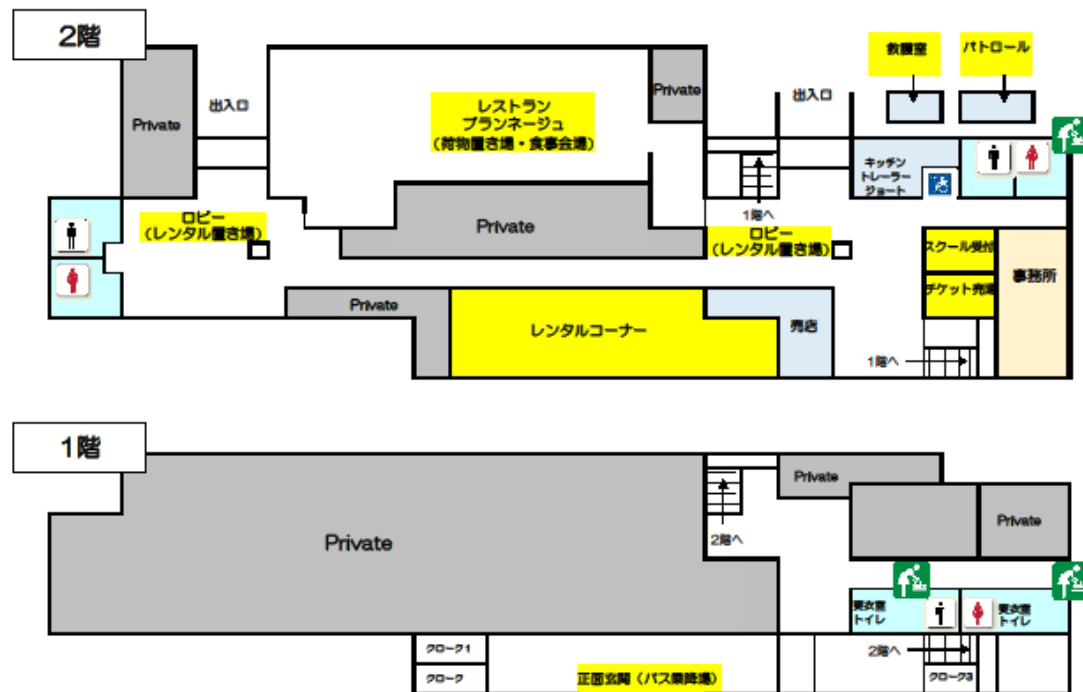 2階
救護室
パトロール
Private
出入口
レストラン
プランネージュ
(荷物置き場・食事会場)
Private
出入口
キッチン
トレーラー
ジョート
1階へ
ロビー
(レンタル置き場)
Private
ロビー
(レンタル置き場)
スクール受付
事務所
チケット売場
Private
レンタルコーナー
売店
1階へ
1階
Private
Private
Private
2階へ
更衣室
トイレ
更衣室
トイレ
クローク1
2階へ
クローク
正面玄関(バス乗降場)
クローク3